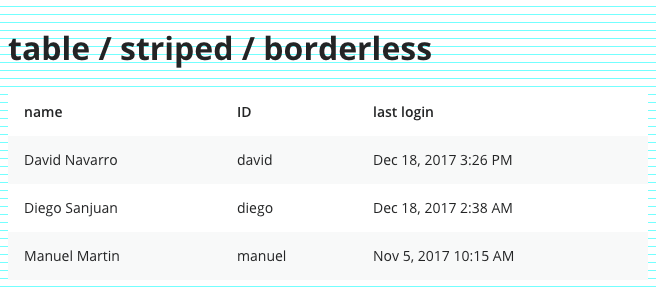 table / striped / borderless
name ID last login
David Navarro david Dec 18, 2017 3:26 PM
Diego Sanjuan diego Dec 18, 2017 2:38 AM
Manuel Martin manuel Nov 5, 2017 10:15 AM